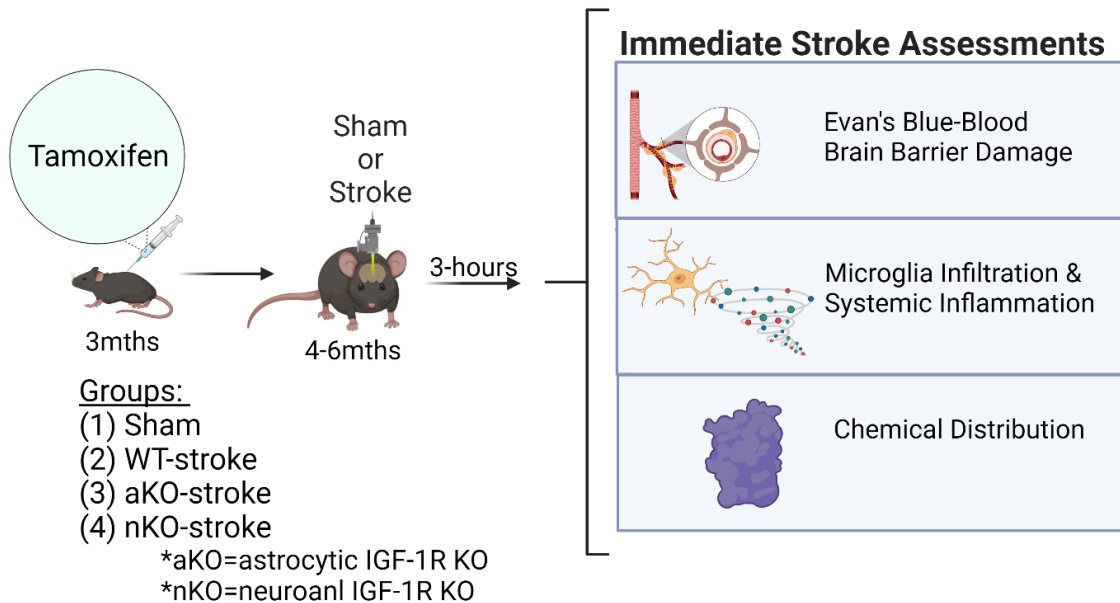 Tamoxifen
3mths
Sham
or
Stroke
4-6mths
3-hours
Groups:
(1) Sham
(2) WT-stroke
(3) aKO-stroke
(4) nKO-stroke
*aKO=astrocytic IGF-1R KO
*nKO=neuroanl IGF-1R KO
Immediate Stroke Assessments
Evan's Blue-Blood
Brain Barrier Damage
Microglia Infiltration &
Systemic Inflammation
Chemical Distribution